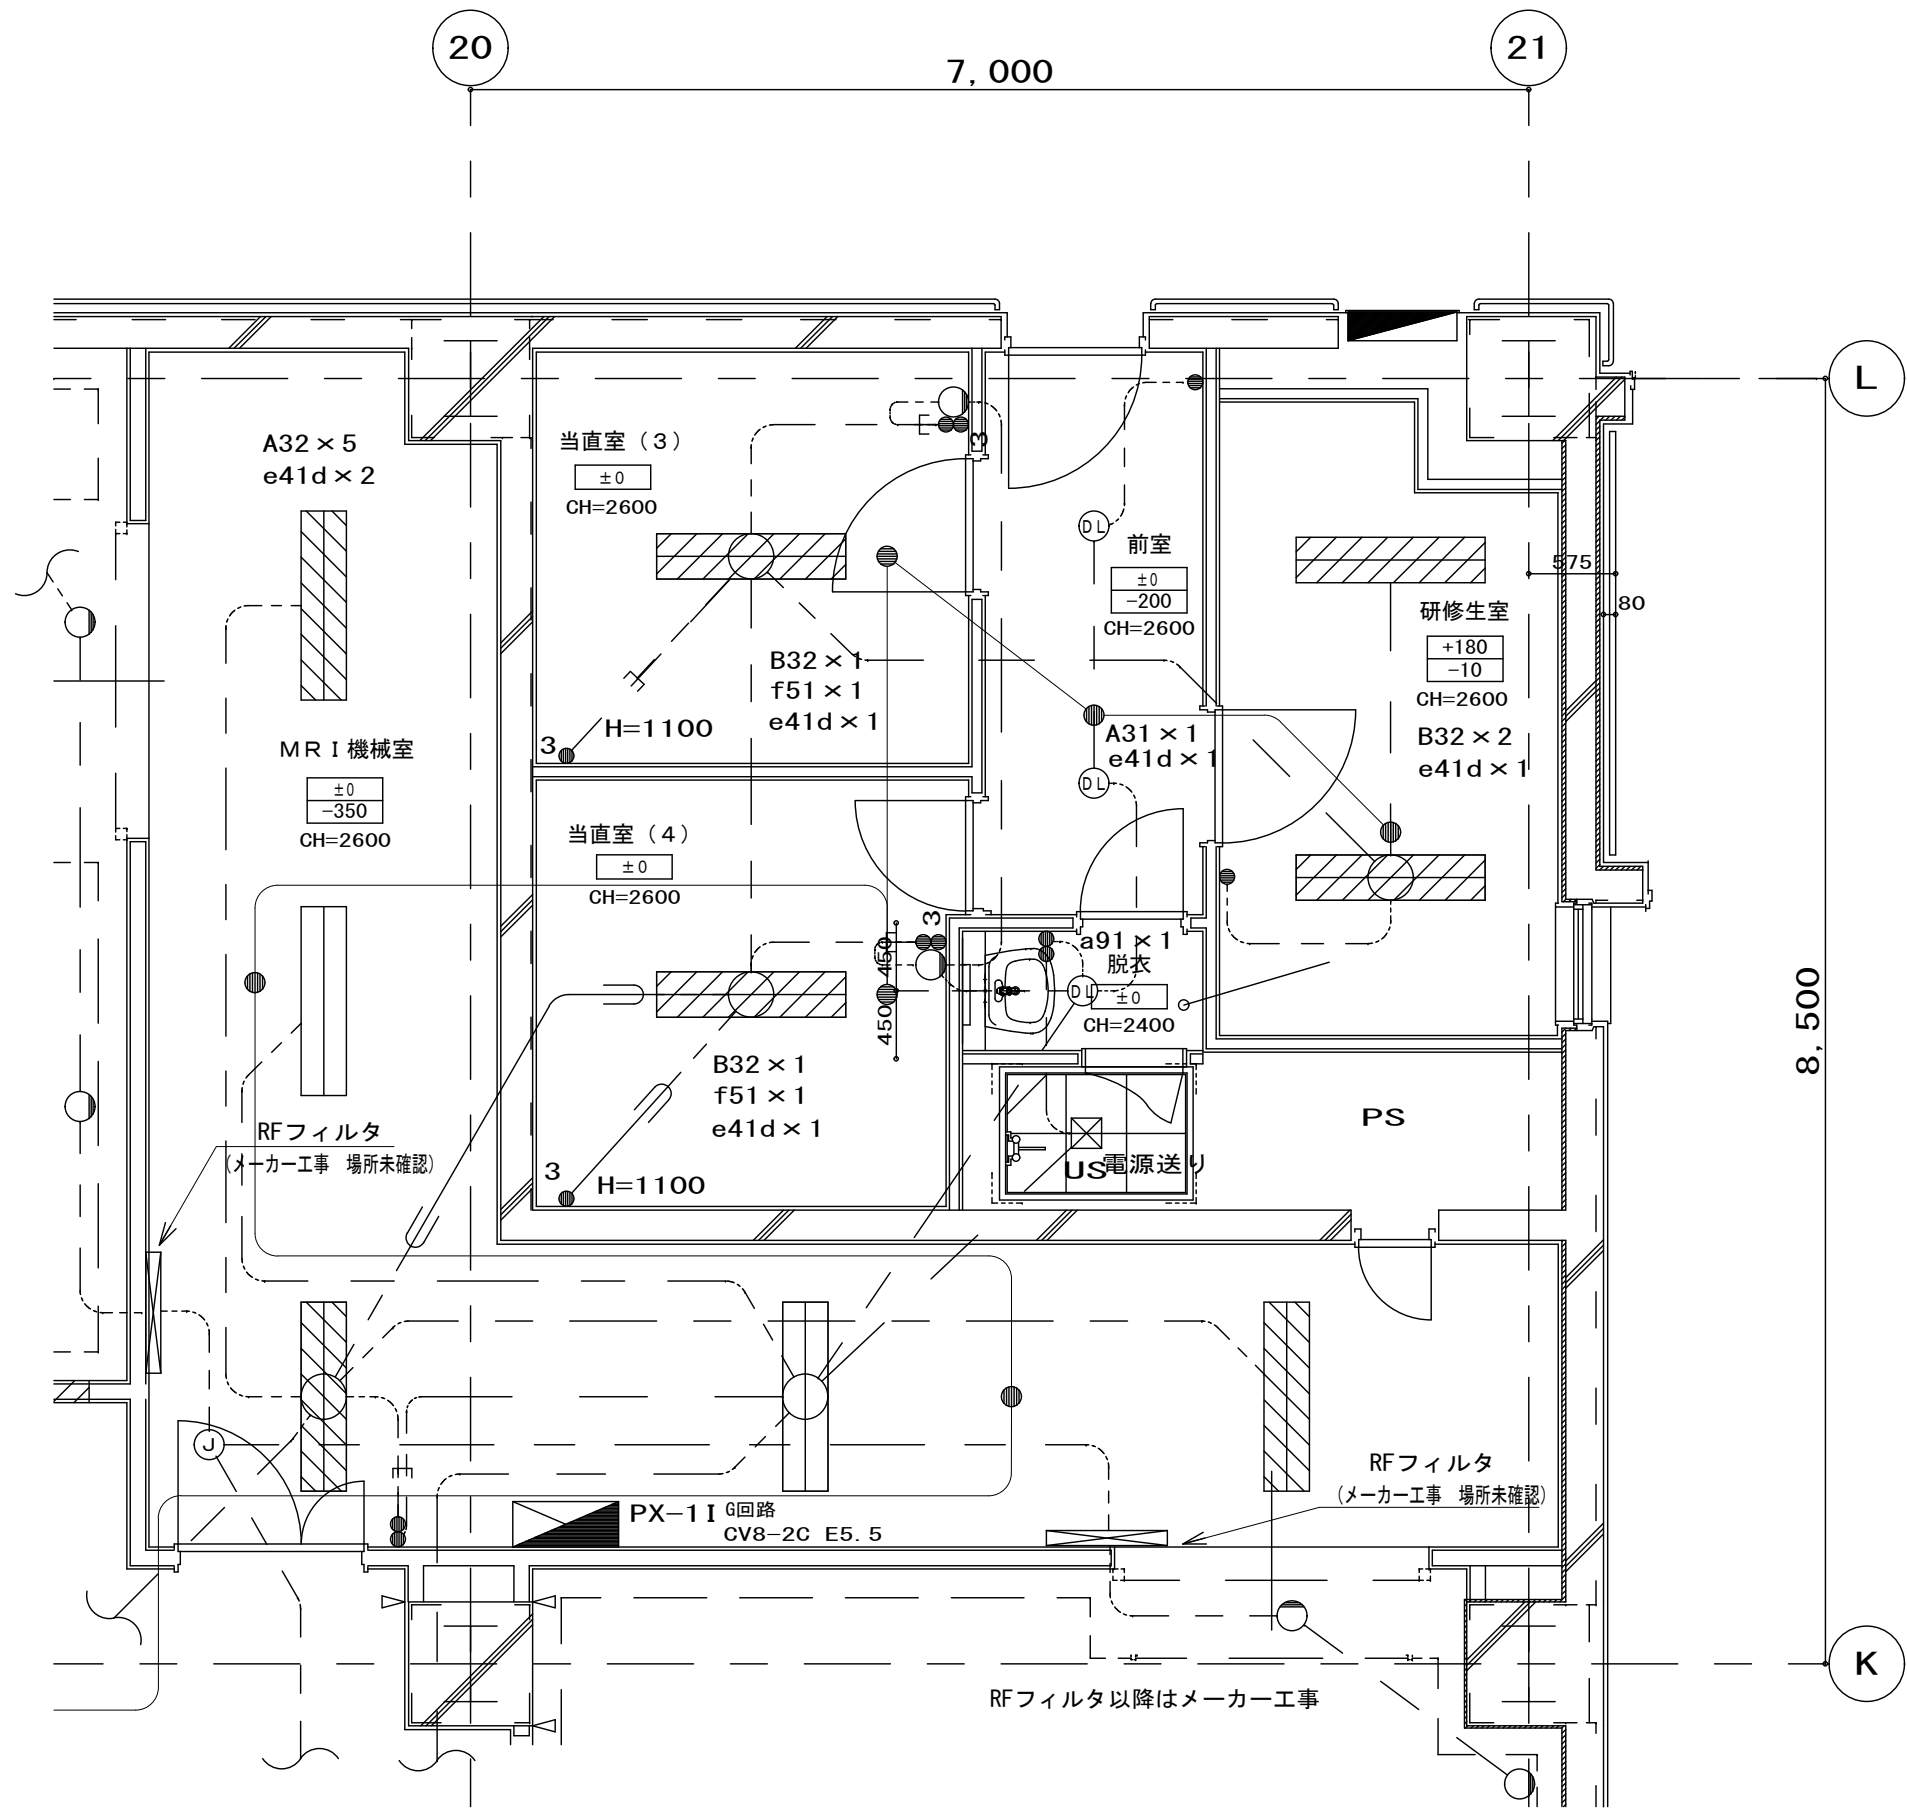 20
21
7,000
L
A32×5
e41d×2
当直室(3)
±0
CH=2600
E
3
DL
前室
±0
-200
CH=2600
575
80
研修生室
+180
-10
CH=2600
B32×1
f51×1
e41d×1
H=1100
3
A31×1
e41d×1
B32×2
e41d×1
MRI機械室
±0
-350
CH=2600
DL
当直室(4)
±0
CH=2600
3
450
450
a91×1
脱衣
DL
±0
CH=2400
8,500
B32×1
f51×1
e41d×1
PS
RFフィルタ
(メーカー工事 場所未確認)
US電源送り
3
H=1100
J
RFフィルタ
(メーカー工事 場所未確認)
PX-1I
G回路
CV8-2C E5.5
K
RFフィルタ以降はメーカー工事